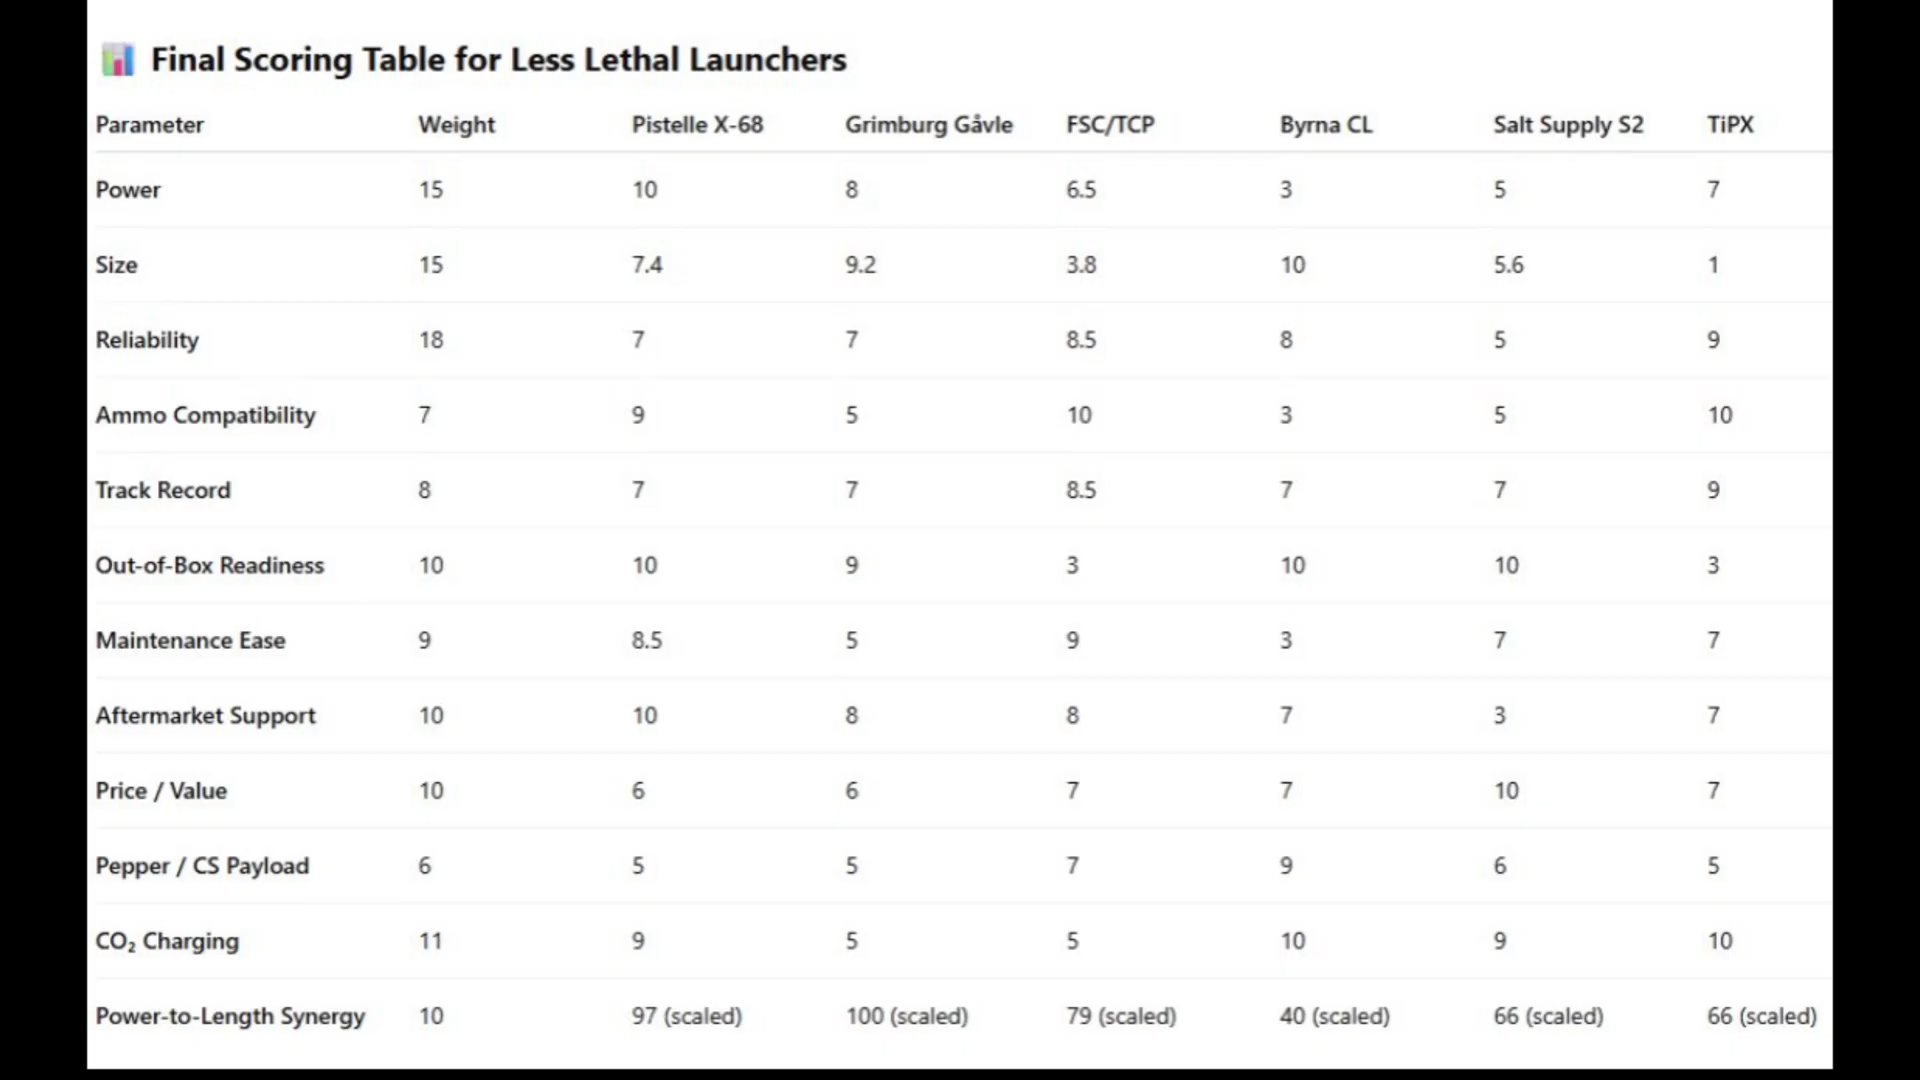 Final Scoring Table for Less Lethal Launchers
Parameter Weight Pistelle X-68 Grimburg Gåvle FSC/TCP Byrna CL Salt Supply S2 TiPX
Power 15 10 8 6.5 3 5 7
Size 15 7.4 9.2 3.8 10 5.6 1
Reliability 18 7 7 8.5 8 5 9
Ammo Compatibility 7 9 5 10 3 5 10
Track Record 8 7 7 8.5 7 7 9
Out-of-Box Readiness 10 10 9 3 10 10 3
Maintenance Ease 9 8.5 5 9 3 7 7
Aftermarket Support 10 10 8 8 7 3 7
Price / Value 10 6 6 7 7 10 7
Pepper / CS Payload 6 5 5 7 9 6 5
CO₂ Charging 11 9 5 5 10 9 10
Power-to-Length Synergy 10 97 (scaled) 100 (scaled) 79 (scaled) 40 (scaled) 66 (scaled) 66 (scaled)